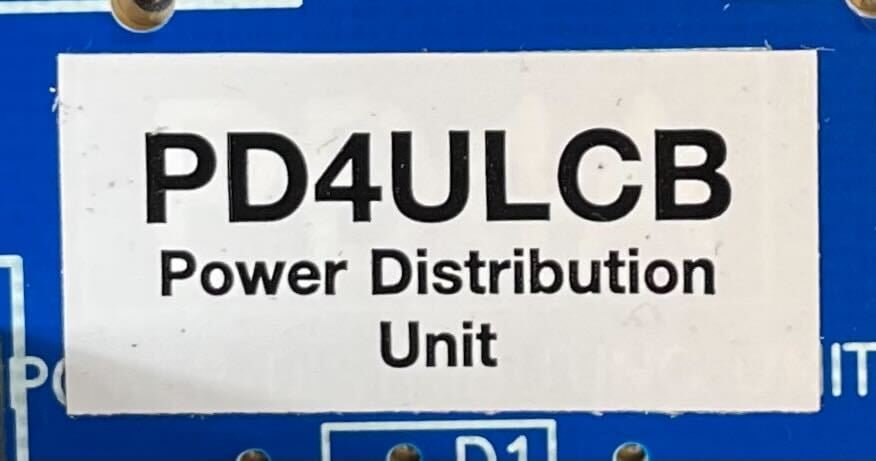 PD4ULCB
Power Distribution
Unit
D1